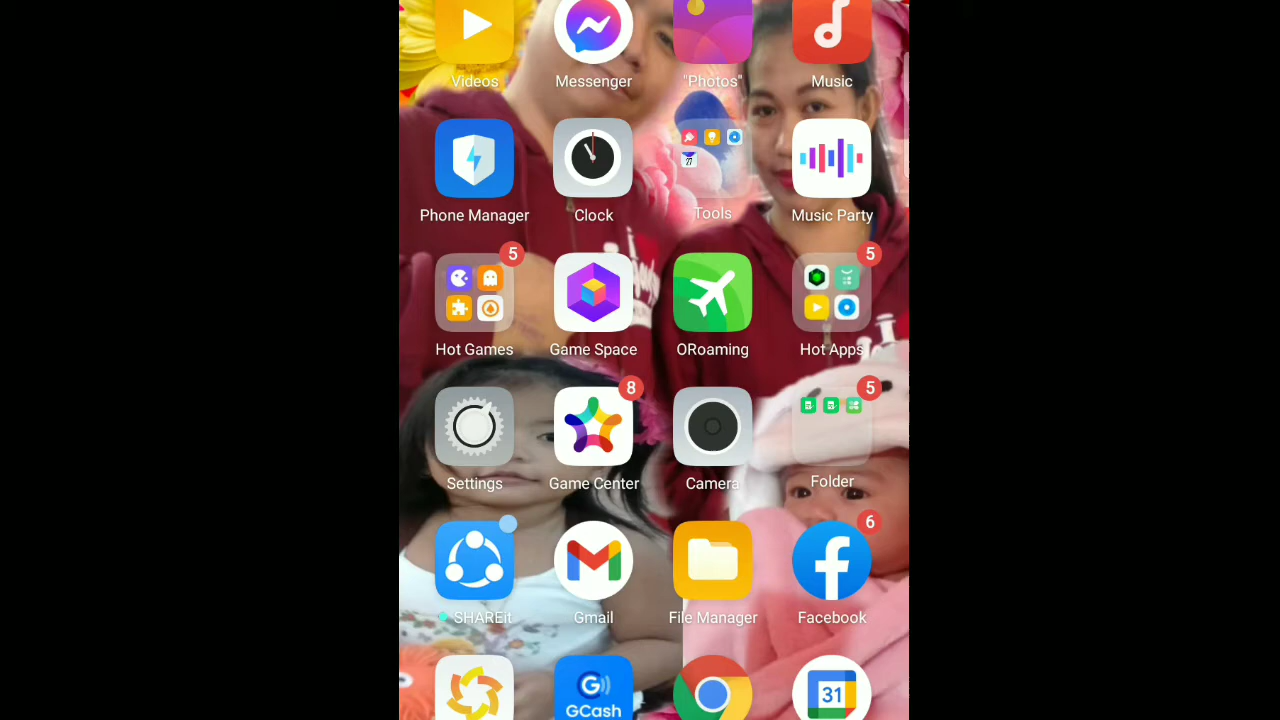 Videos Messenger "Photos" Music
27
Phone Manager Clock Tools Music Party
5 5
Hot Games Game Space ORoaming Hot Apps
8 5
Settings Game Center Camera Folder
6
SHAREit Gmail File Manager Facebook
G 31
GCash